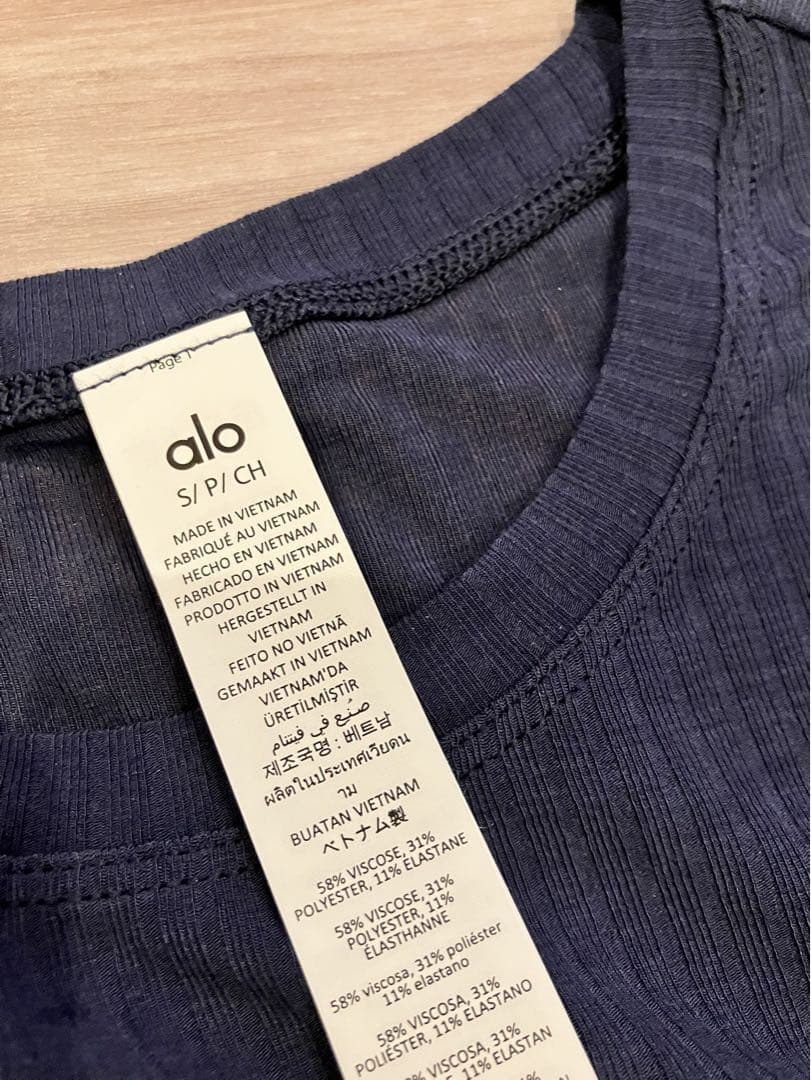 Page 1
alo
S/ P/ CH
MADE IN VIETNAM
FABRIQUÉ AU VIETNAM
HECHO EN VIETNAM
FABRICADO EN VIETNAM
PRODOTTO IN VIETNAM
HERGESTELLT IN
VIETNAM
FEITO NO VIETNÃ
GEMAAKT IN VIETNAM
VIETNAM'DA
ÜRETİLMİŞTİR
صُنِع في فيتنام
제조국명 : 베트남
ผลิตในประเทศเวียดน
าม
BUATAN VIETNAM
ベトナム製
58% VISCOSE, 31%
POLYESTER, 11% ELASTANE
58% VISCOSE, 31%
POLYESTER, 11%
ÉLASTHANNE
58% viscosa, 31% poliéster
11% elastano
58% VISCOSA, 31%
POLIÉSTER, 11% ELASTANO
VISCOSA, 31%
11% ELASTAN